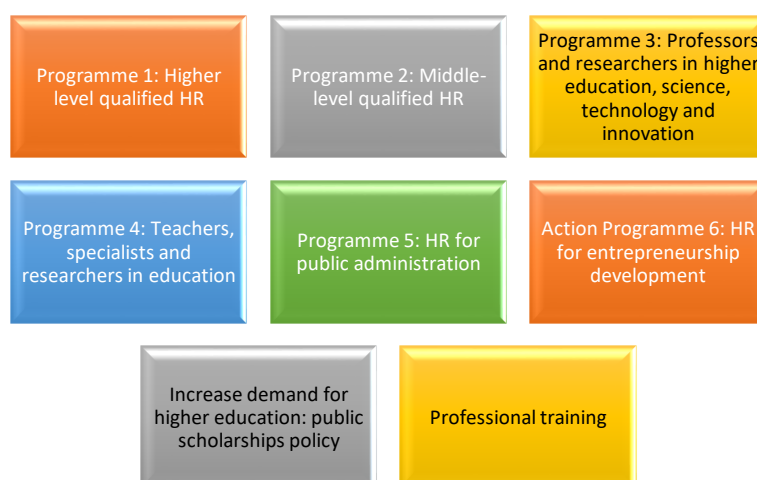 Programme 1: Higher
level qualified HR
Programme 2: Middle-
level qualified HR
Programme 3: Professors
and researchers in higher
education, science,
technology and
innovation
Programme 4: Teachers,
specialists and
researchers in education
Programme 5: HR for
public administration
Action Programme 6: HR
for entrepreneurship
development
Increase demand for
higher education: public
scholarships policy
Professional training